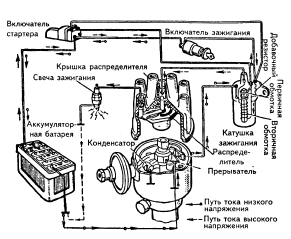 Включатель
стартера
Включатель зажигания
Добавочный
резистор
Первичная
обмотка
Вторичная
обмотка
Крышка распределителя
Свеча зажигания
Аккумулятор-
ная батарея
Конденсатор
Катушка
зажигания
Распреде-
литель
Прерыватель
Путь тока низкого
напряжения
Путь тока высокого
напряжения